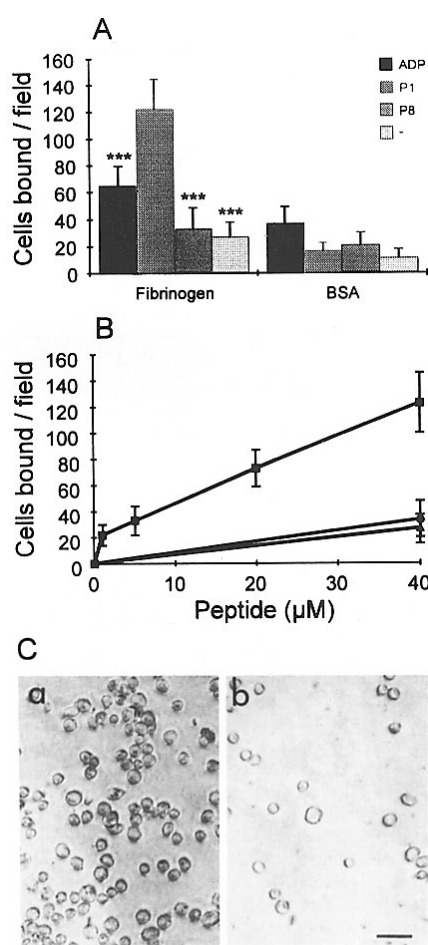 A
Cells bound / field
160
140
120
100
80
60
40
20
0
***
***
***
ADP
P1
P8
-
Fibrinogen
BSA
B
Cells bound / field
160
140
120
100
80
60
40
20
0
0
10
20
30
40
Peptide (µM)
C
a
b